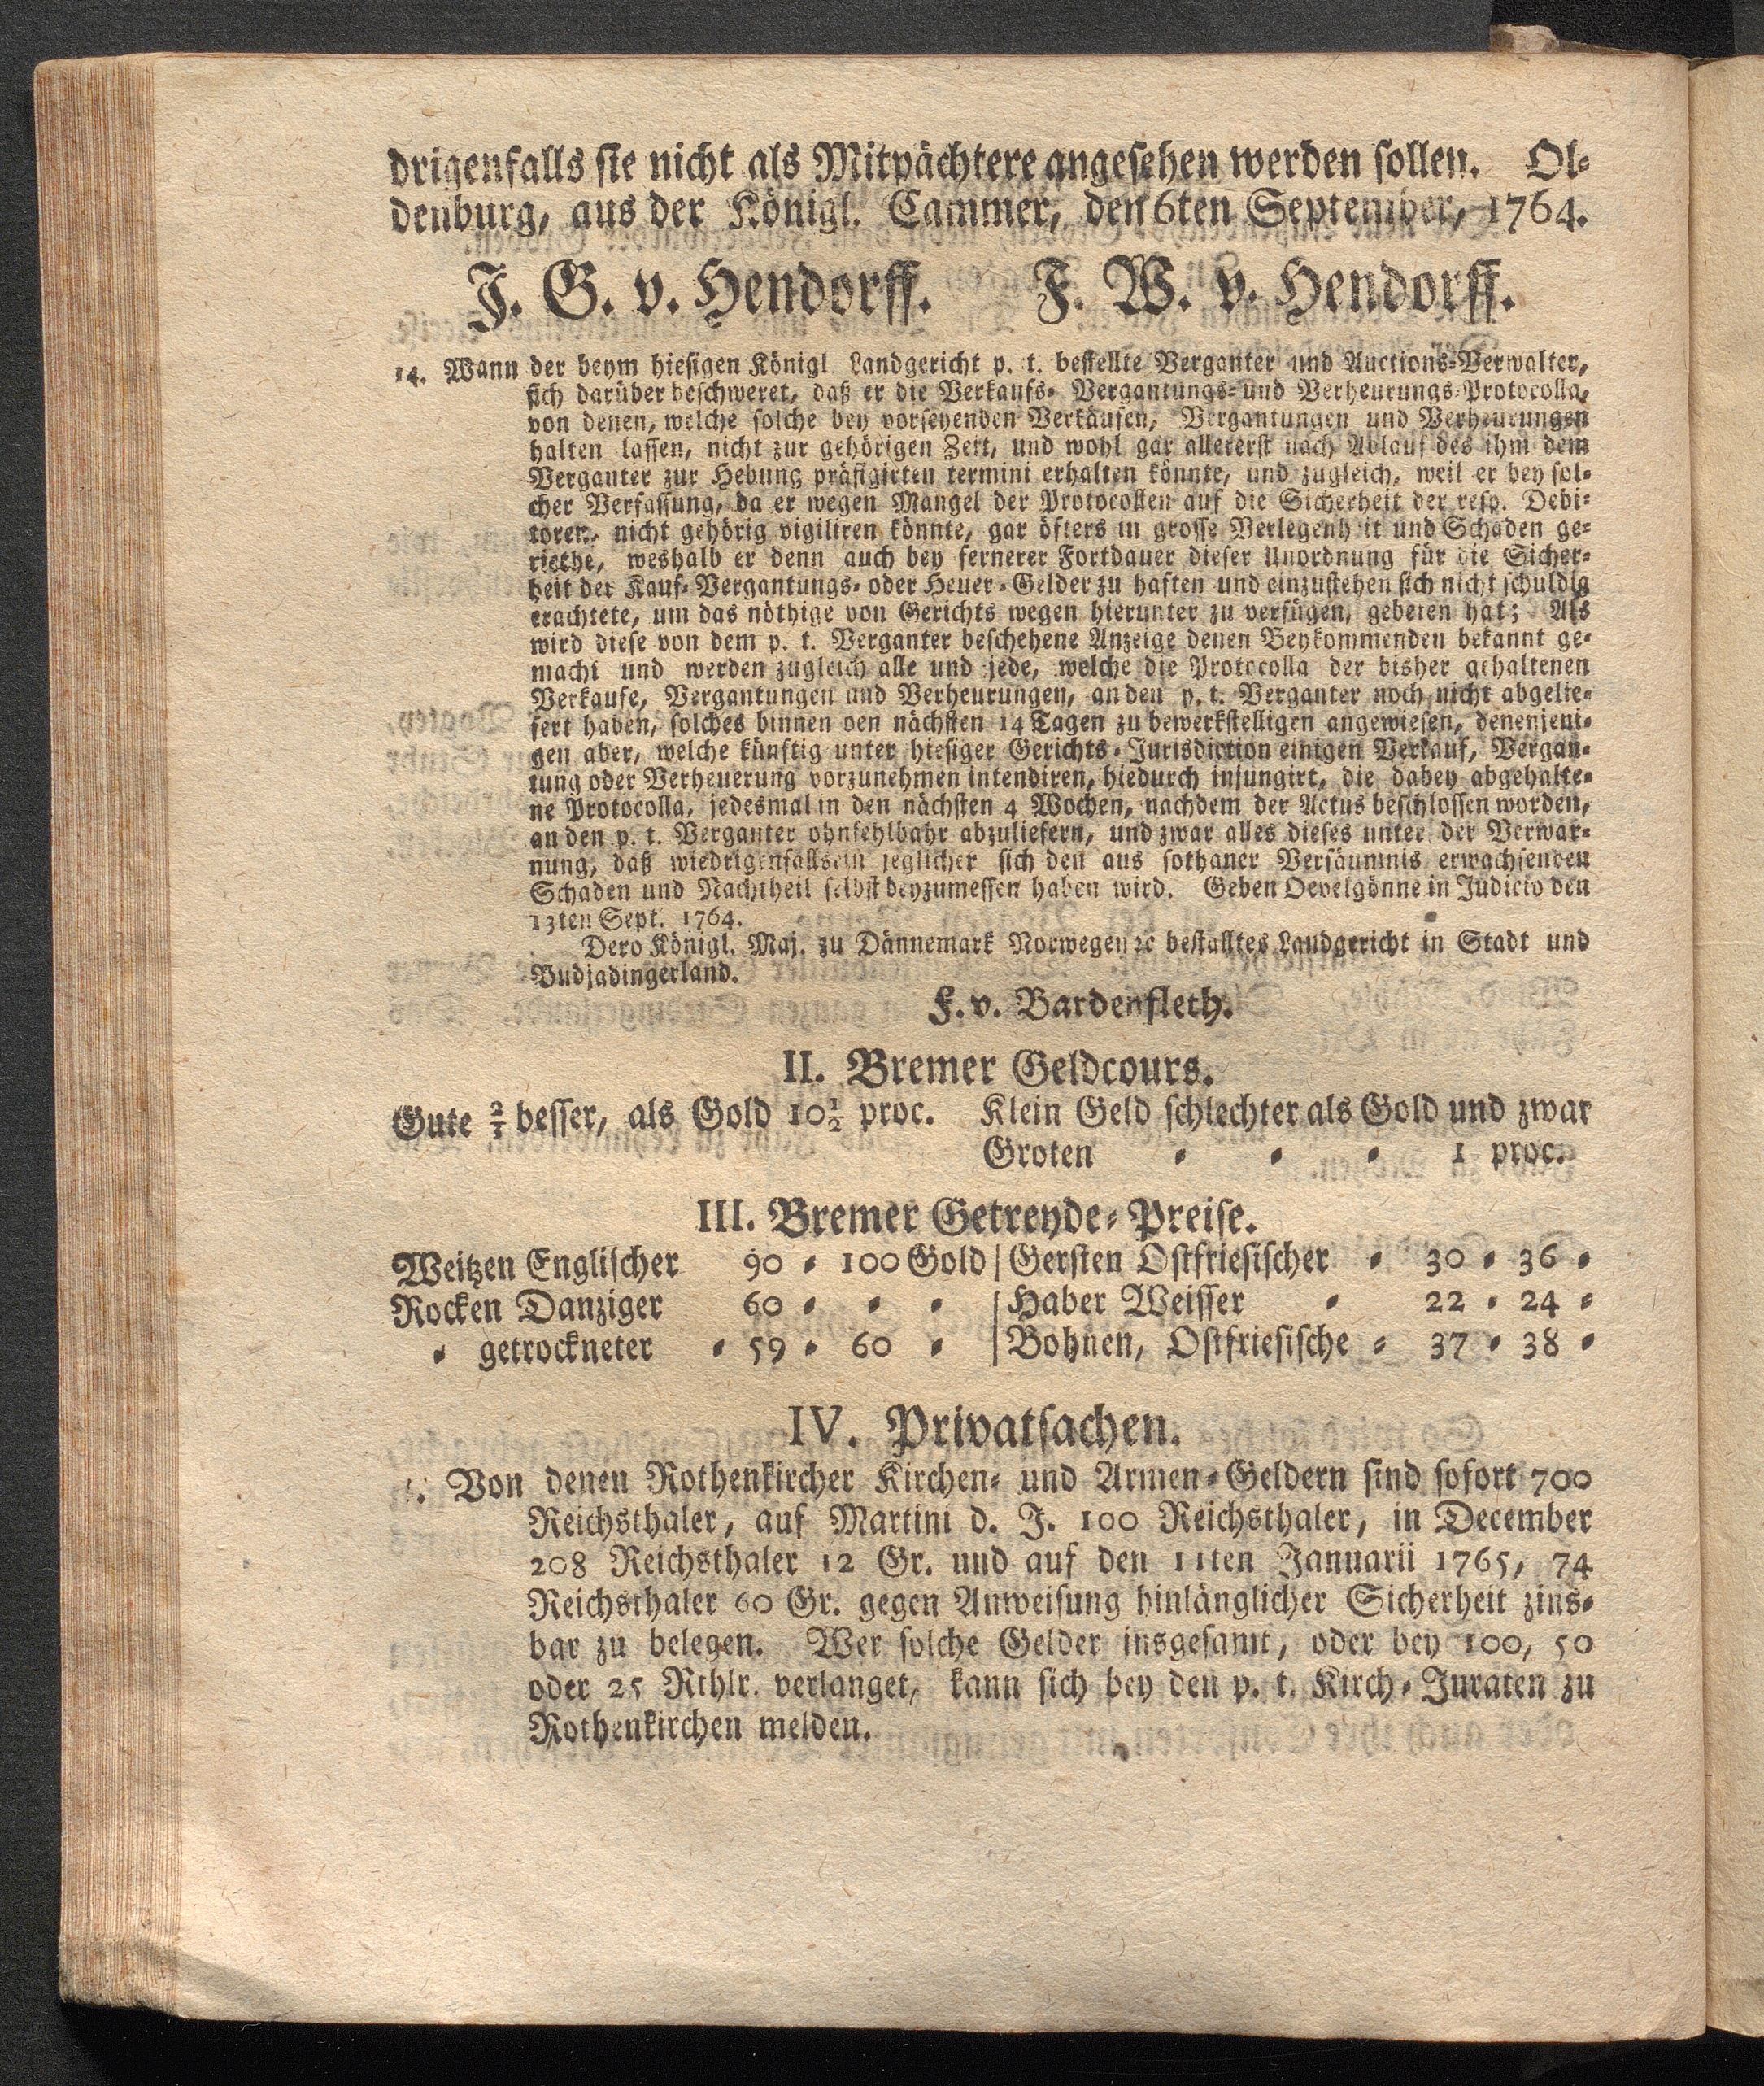 drigenfalls sie nicht als Mitpächtere angesehen werden sollen. Ol-
denburg, aus der Königl. Cammer, den 6ten September, 1764.
J. G. v. Hendorff. F. W. v. Hendorff.
14. Wann der beym hiesigen Königl Landgericht p. t. bestellte Verganter und Auctions-Verwalter,
sich darüber beschweret, daß er die Verkaufs- Vergantungs- und Verheurungs-Protocolla,
von denen, welche solche bey vorseyenden Verkäufen, Vergantungen und Verheurungen
halten lassen, nicht zur gehörigen Zeit, und wohl gar allererst nach Ablauf des ihm dem
Verganter zur Hebung präfigirten termini erhalten könnte, und zugleich, weil er bey sol-
cher Verfassung, da er wegen Mangel der Protocollen auf die Sicherheit der resp. Debi-
toren, nicht gehörig vigiliren könnte, gar öfters in grosse Verlegenheit und Schaden ge-
riethe, weshalb er denn auch bey fernerer Fortdauer dieser Unordnung für die Sicher-
heit der Kauf- Vergantungs- oder Heuer-Gelder zu haften und einzustehen sich nicht schuldig
erachtete, um das nöthige von Gerichts wegen hierunter zu verfügen, gebeten hat; Als
wird diese von dem p. t. Verganter beschehene Anzeige denen Beykommenden bekannt ge-
macht und werden zugleich alle und jede, welche die Protocolla der bisher gehaltenen
Verkaufe, Vergantungen und Verheurungen, an den p. t. Verganter noch nicht abgelie-
fert haben, solches binnen den nächsten 14 Tagen zu bewerkstelligen angewiesen, denenjeni-
gen aber, welche künftig unter hiesiger Gerichts-Jurisdiction einigen Verkauf, Vergan-
tung oder Verheuerung vorzunehmen intendiren, hiedurch injungirt, die dabey abgehalte-
ne Protocolla, jedesmal in den nächsten 4 Wochen, nachdem der Actus beschlossen worden,
an den p. t. Verganter ohnfehlbahr abzuliefern, und zwar alles dieses unter der Verwar-
nung, daß wiedrigenfalls ein jeglicher sich den aus sothaner Versäumnis erwachsenden
Schaden und Nachtheil selbst beyzumessen haben wird. Geben Oevelgönne in Judicio den
13ten Sept. 1764.
Dero Königl. Maj. zu Dännemark Norwegen ꝛc bestalltes Landgericht in Stadt und
Budjadingerland.
F. v. Bardenfleth.
II. Bremer Geldcours.
Gute 2/1 besser, als Gold 10 1/2 proc. Klein Geld schlechter als Gold und zwar
Groten - - - 1 proc.
III. Bremer Getreyde-Preise.
Weitzen Englischer 90 - 100 Gold | Gersten Ostfriesischer - 30 - 36 -
Rocken Danziger 60 - - - | Haber Weisser - 22 - 24 -
- getrockneter - 59 - 60 - | Bohnen, Ostfriesische - 37 - 38 -
IV. Privatsachen.
1. Von denen Rothenkircher Kirchen- und Armen-Geldern sind sofort 700
Reichsthaler, auf Martini d. J. 100 Reichsthaler, in December
208 Reichsthaler 12 Gr. und auf den 11ten Januarii 1765, 74
Reichsthaler 60 Gr. gegen Anweisung hinlänglicher Sicherheit zins-
bar zu belegen. Wer solche Gelder insgesamt, oder bey 100, 50
oder 25 Rthlr. verlanget, kann sich bey den p. t. Kirch-Juraten zu
Rothenkirchen melden.